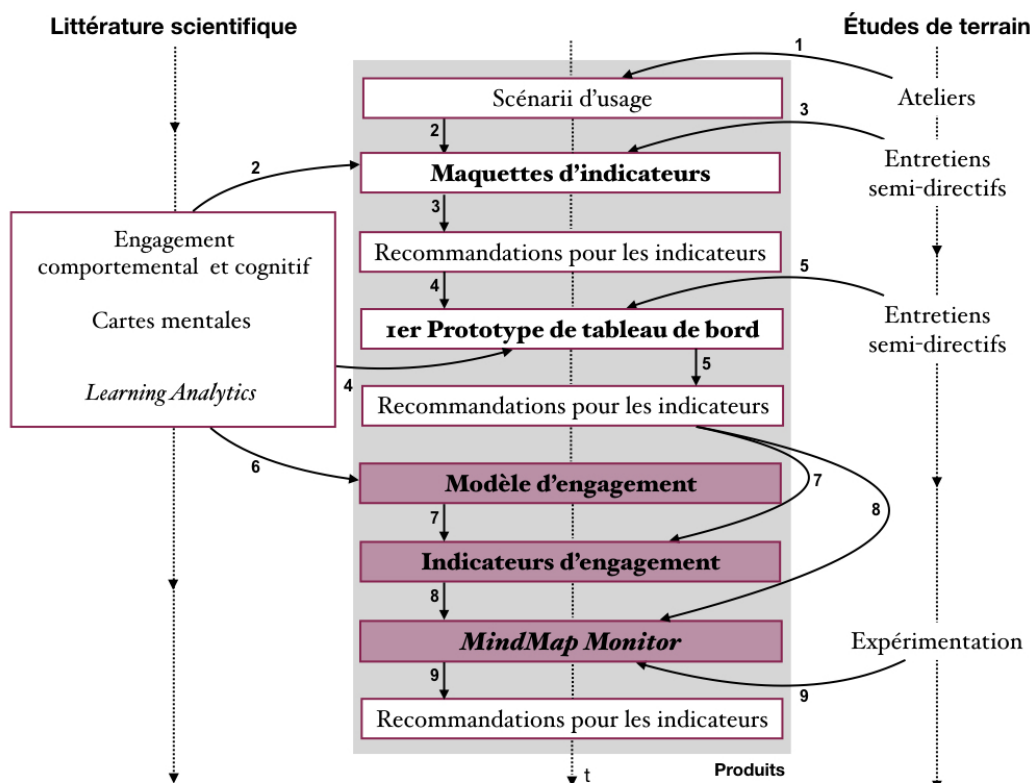 Littérature scientifique
Études de terrain
1
Scénarii d'usage
Ateliers
2
3
2
Maquettes d'indicateurs
Entretiens
semi-directifs
3
Engagement
comportemental et cognitif
Cartes mentales
Learning Analytics
Recommandations pour les indicateurs
4
5
1er Prototype de tableau de bord
Entretiens
semi-directifs
4
5
Recommandations pour les indicateurs
6
Modèle d'engagement
7
7
8
Indicateurs d'engagement
8
MindMap Monitor
Expérimentation
9
9
Recommandations pour les indicateurs
Produits
t